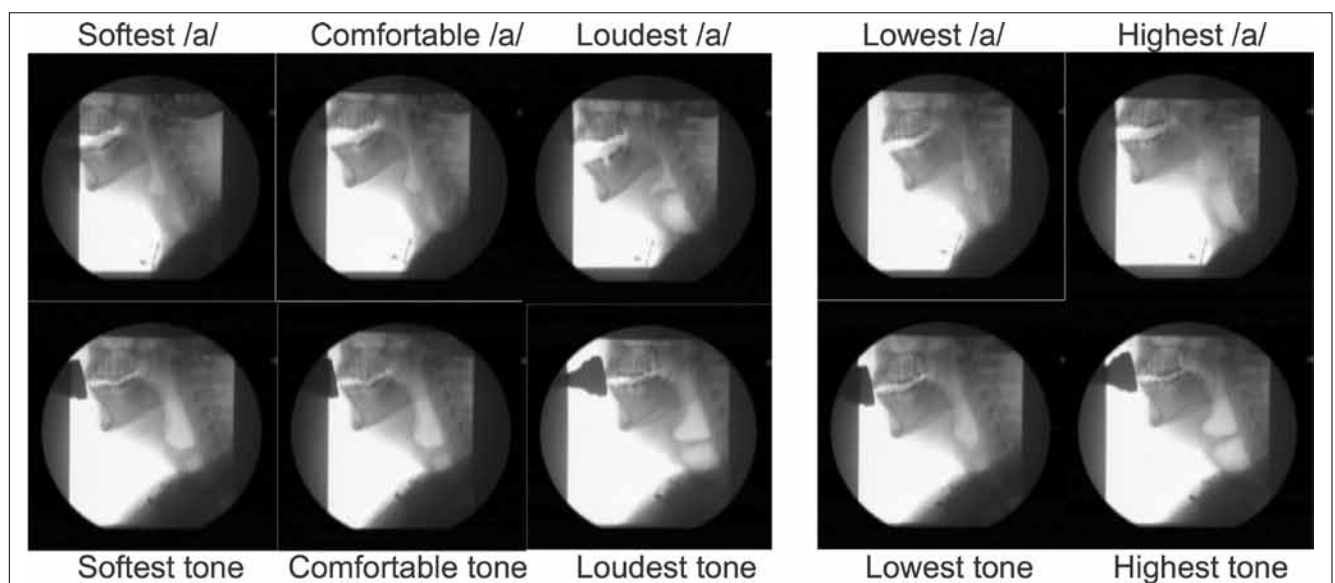 Softest /a/ Comfortable /a/ Loudest /a/ Lowest /a/ Highest /a/
Softest tone Comfortable tone Loudest tone Lowest tone Highest tone